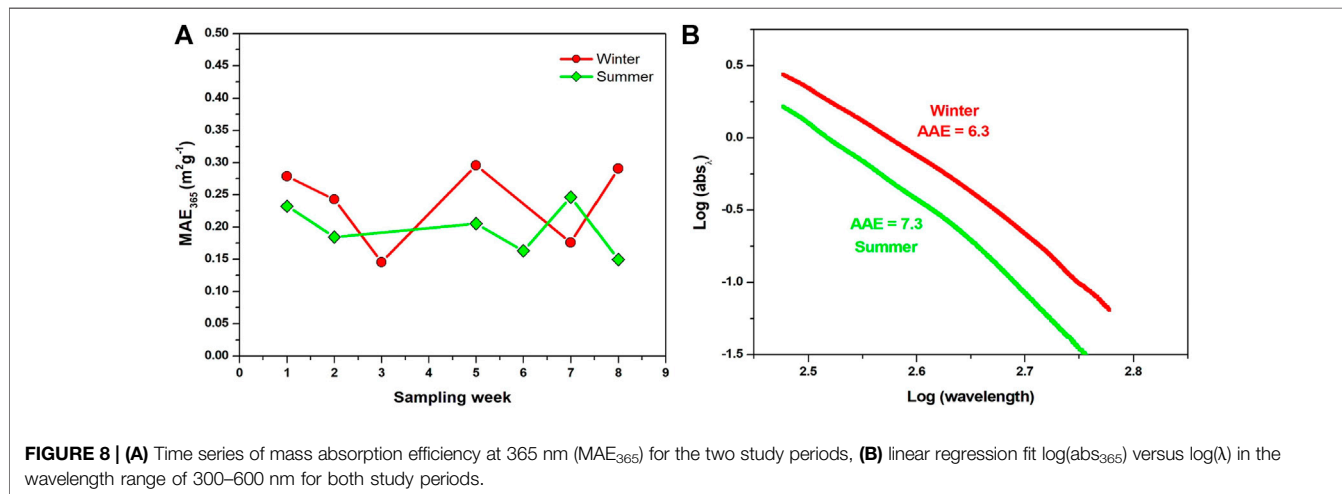 A
0.50
0.45
0.40
0.35
0.30
0.25
0.20
0.15
0.10
0.05
0.00
MAE365 (m²g⁻¹)
Winter
Summer
0 1 2 3 4 5 6 7 8 9
Sampling week
B
0.5
0.0
-0.5
-1.0
-1.5
Log (absλ)
Winter
AAE = 6.3
AAE = 7.3
Summer
2.5 2.6 2.7 2.8
Log (wavelength)
FIGURE 8 | (A) Time series of mass absorption efficiency at 365 nm (MAE365) for the two study periods, (B) linear regression fit log(abs365) versus log(λ) in the
wavelength range of 300–600 nm for both study periods.